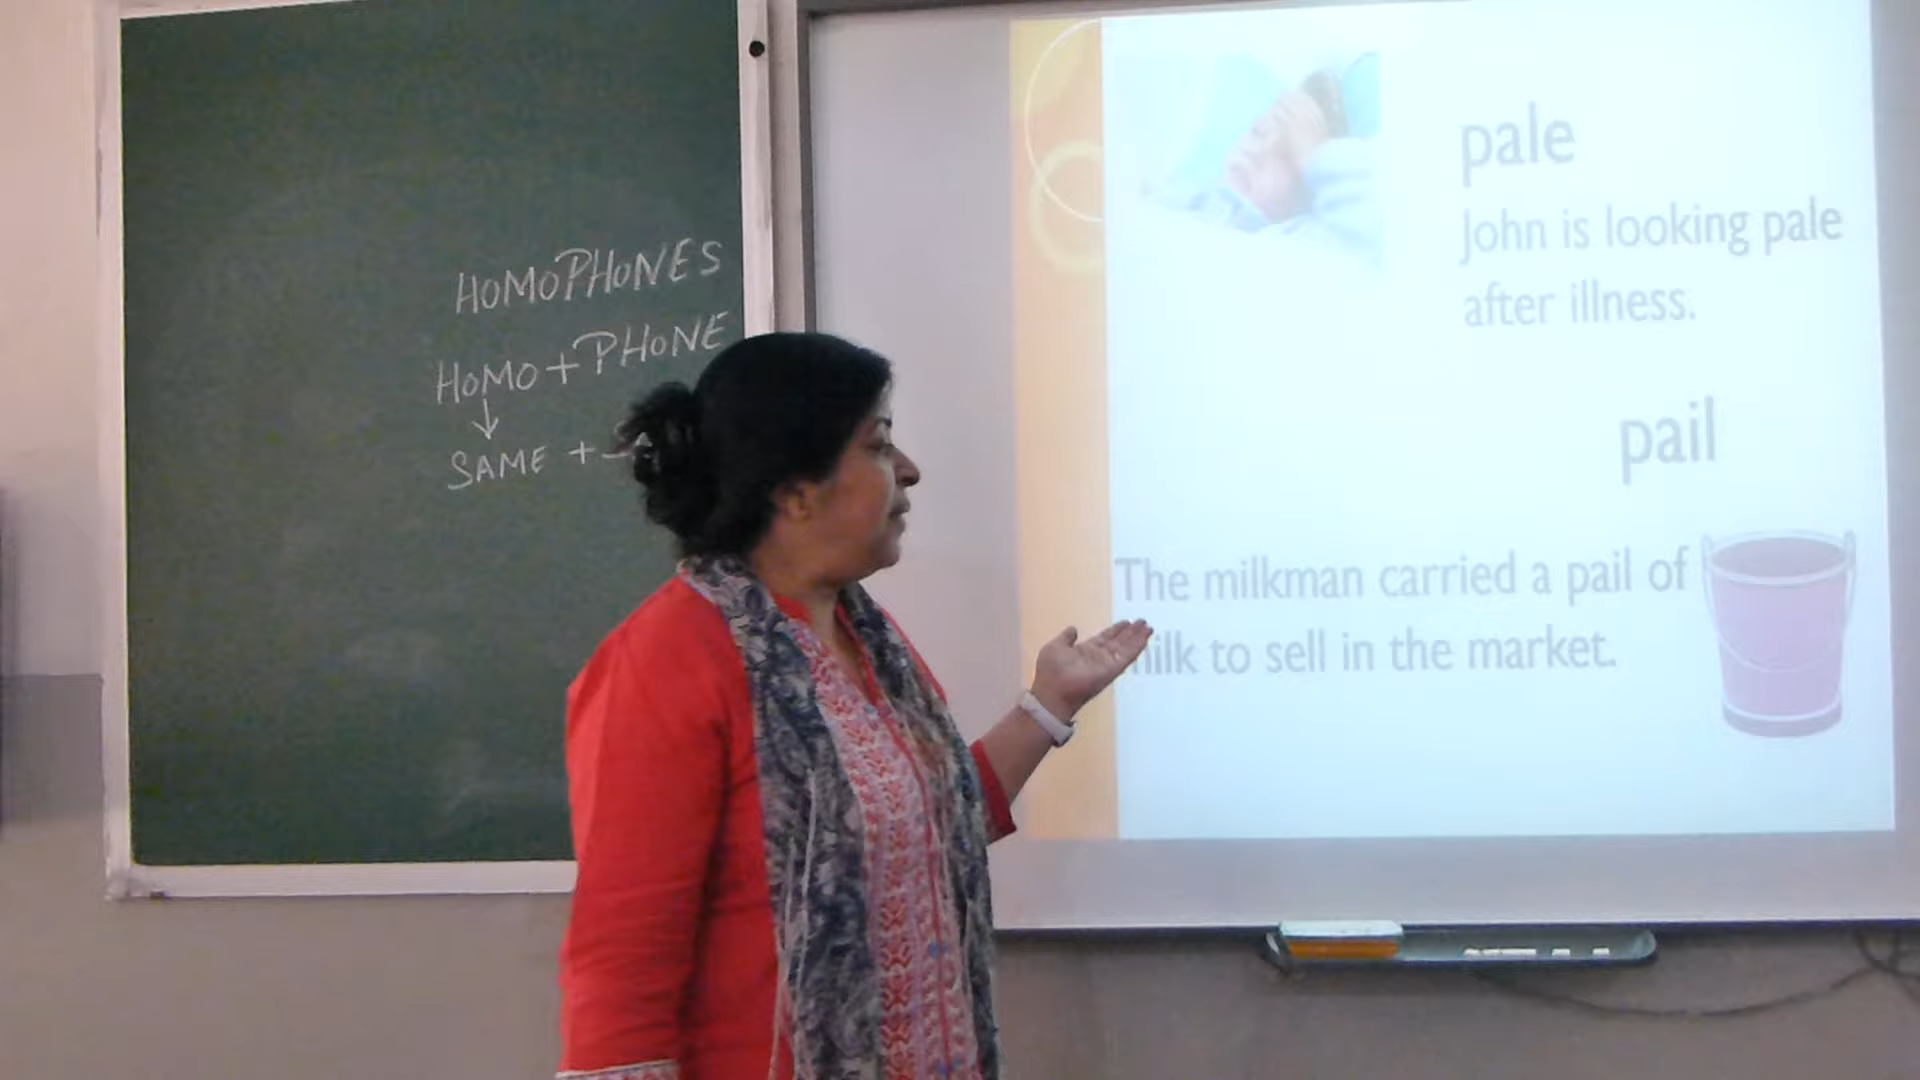 HOMOPHONES
HOMO + PHONE
SAME +
pale
John is looking pale
after illness.
pail
The milkman carried a pail of
milk to sell in the market.